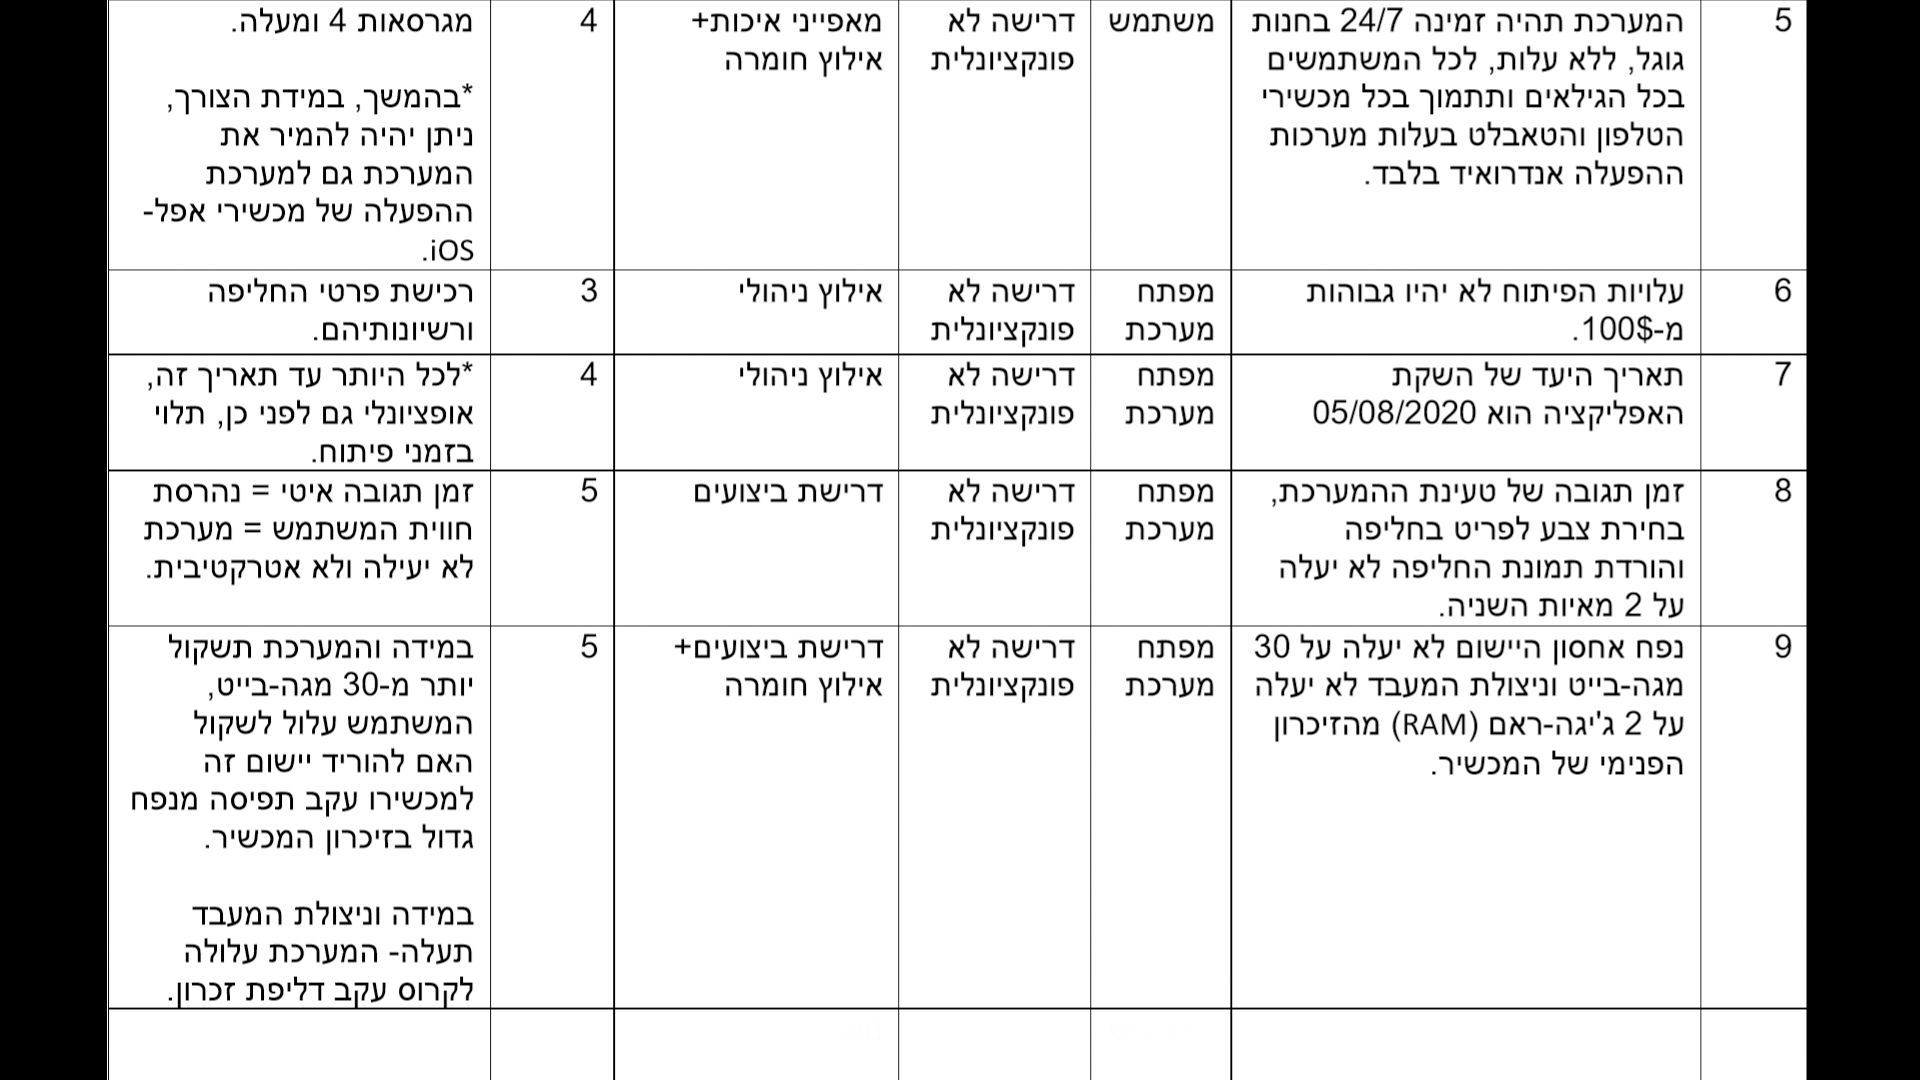 5
המערכת תהיה זמינה 24/7 בחנות
גוגל, ללא עלות, לכל המשתמשים
בכל הגילאים ותתמוך בכל מכשירי
הטלפון והטאבלט בעלות מערכות
ההפעלה אנדרואיד בלבד.
משתמש
דרישה לא
פונקציונלית
מאפייני איכות+
אילוץ חומרה
4
מגרסאות 4 ומעלה.
*בהמשך, במידת הצורך,
ניתן יהיה להמיר את
המערכת גם למערכת
ההפעלה של מכשירי אפל-
iOS.
6
עלויות הפיתוח לא יהיו גבוהות
מ-100$.
מפתח
מערכת
דרישה לא
פונקציונלית
אילוץ ניהולי
3
רכישת פרטי החליפה
ורשיונותיהם.
7
תאריך היעד של השקת
האפליקציה הוא 05/08/2020
מפתח
מערכת
דרישה לא
פונקציונלית
אילוץ ניהולי
4
*לכל היותר עד תאריך זה,
אופציונלי גם לפני כן, תלוי
בזמני פיתוח.
8
זמן תגובה של טעינת ההמערכת,
בחירת צבע לפריט בחליפה
והורדת תמונת החליפה לא יעלה
על 2 מאיות השניה.
מפתח
מערכת
דרישה לא
פונקציונלית
דרישת ביצועים
5
זמן תגובה איטי = נהרסת
חווית המשתמש = מערכת
לא יעילה ולא אטרקטיבית.
9
נפח אחסון היישום לא יעלה על 30
מגה-בייט וניצולת המעבד לא יעלה
על 2 ג'יגה-ראם (RAM) מהזיכרון
הפנימי של המכשיר.
מפתח
מערכת
דרישה לא
פונקציונלית
דרישת ביצועים+
אילוץ חומרה
5
במידה והמערכת תשקול
יותר מ-30 מגה-בייט,
המשתמש עלול לשקול
האם להוריד יישום זה
למכשירו עקב תפיסה מנפח
גדול בזיכרון המכשיר.
במידה וניצולת המעבד
תעלה- המערכת עלולה
לקרוס עקב דליפת זכרון.